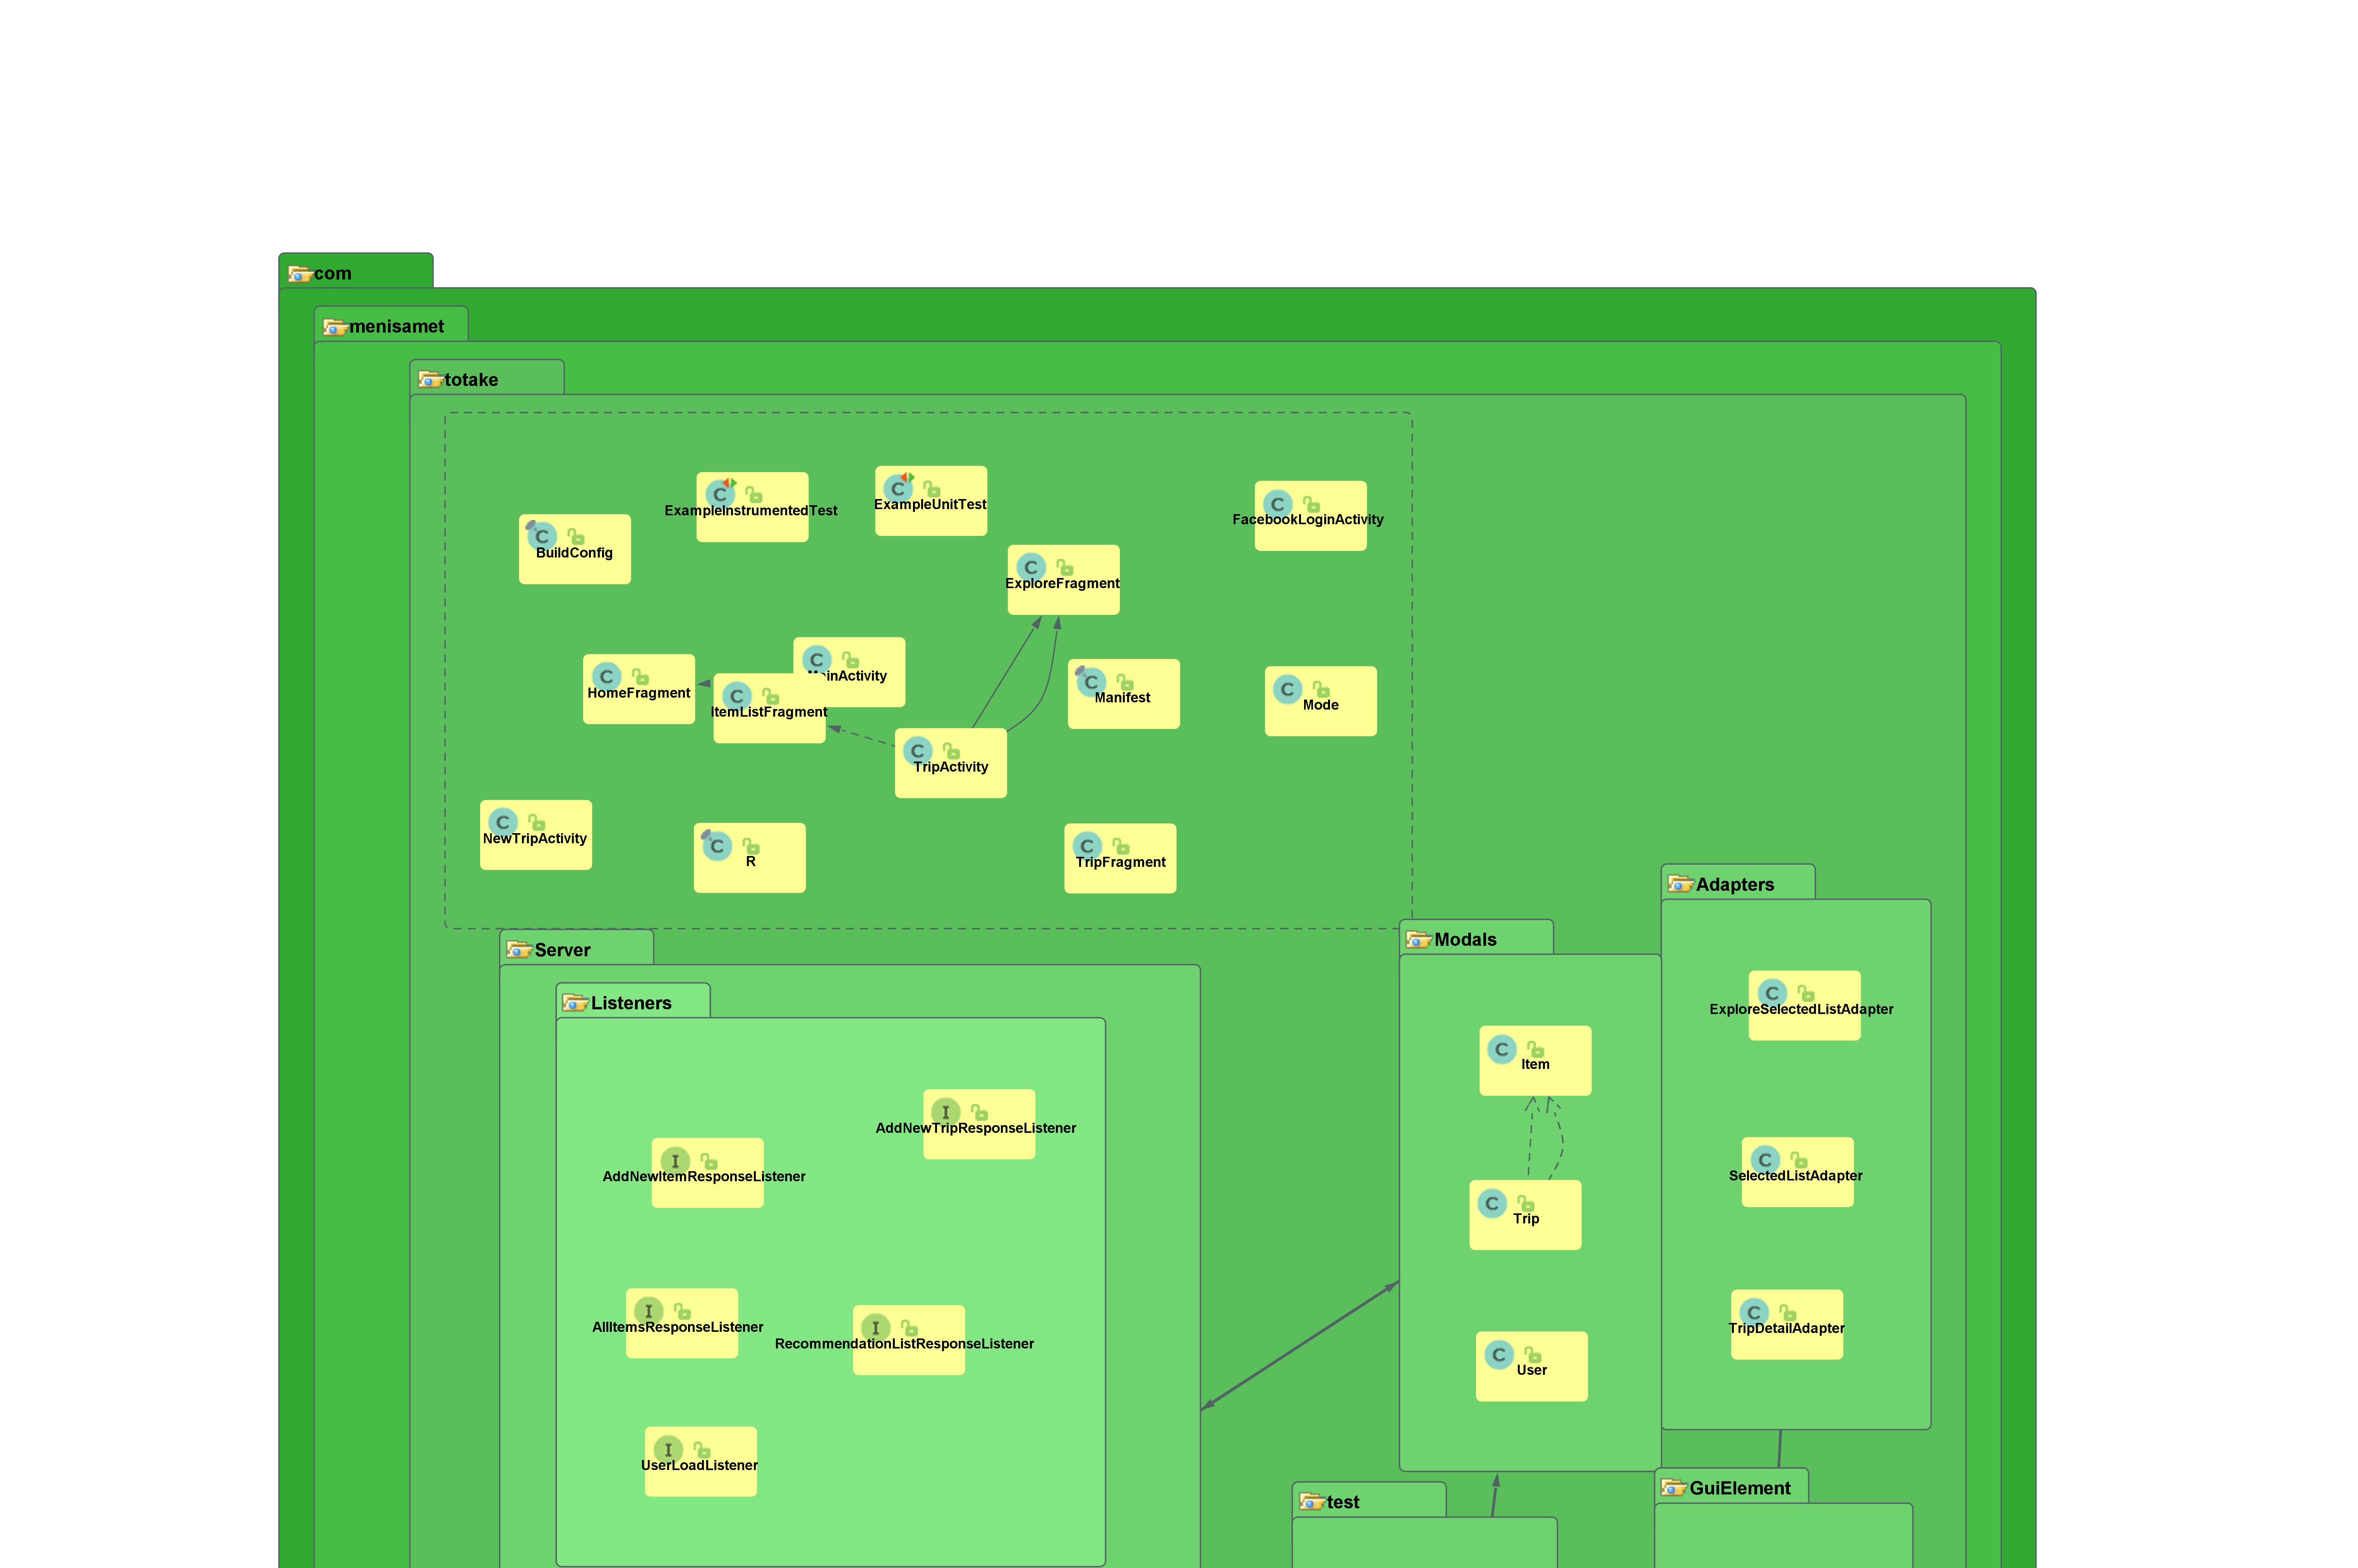 com
menisamet
totake
ExampleInstrumentedTest
ExampleUnitTest
FacebookLoginActivity
BuildConfig
ExploreFragment
HomeFragment
MainActivity
ItemListFragment
Manifest
Mode
TripActivity
NewTripActivity
R
TripFragment
Server
Listeners
AddNewTripResponseListener
AddNewItemResponseListener
AllItemsResponseListener
RecommendationListResponseListener
UserLoadListener
Modals
Item
Trip
User
Adapters
ExploreSelectedListAdapter
SelectedListAdapter
TripDetailAdapter
test
GuiElement